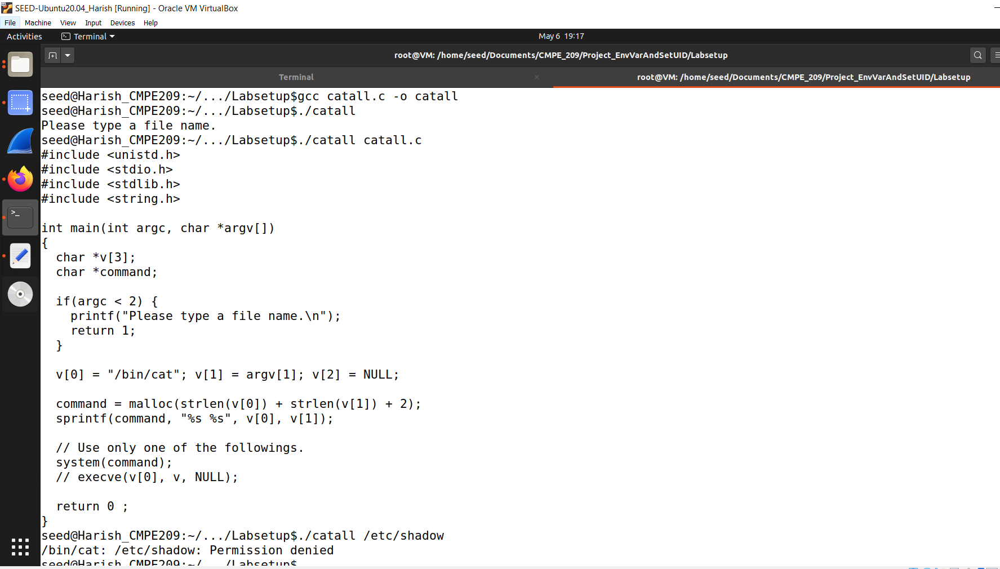 SEED-Ubuntu20.04_Harish [Running] - Oracle VM VirtualBox
File Machine View Input Devices Help
Activities Terminal May 6 19:17
root@VM: /home/seed/Documents/CMPE_209/Project_EnvVarAndSetUID/Labsetup
Terminal × root@VM: /home/seed/Documents/CMPE_209/Project_EnvVarAndSetUID/Labsetup
seed@Harish_CMPE209:~/.../Labsetup$gcc catall.c -o catall
seed@Harish_CMPE209:~/.../Labsetup$./catall
Please type a file name.
seed@Harish_CMPE209:~/.../Labsetup$./catall catall.c
#include <unistd.h>
#include <stdio.h>
#include <stdlib.h>
#include <string.h>
int main(int argc, char *argv[])
{
  char *v[3];
  char *command;
  if(argc < 2) {
    printf("Please type a file name.\n");
    return 1;
  }
  v[0] = "/bin/cat"; v[1] = argv[1]; v[2] = NULL;
  command = malloc(strlen(v[0]) + strlen(v[1]) + 2);
  sprintf(command, "%s %s", v[0], v[1]);
  // Use only one of the followings.
  system(command);
  // execve(v[0], v, NULL);
  return 0 ;
}
seed@Harish_CMPE209:~/.../Labsetup$./catall /etc/shadow
/bin/cat: /etc/shadow: Permission denied
seed@Harish_CMPE209:~/.../Labsetup$